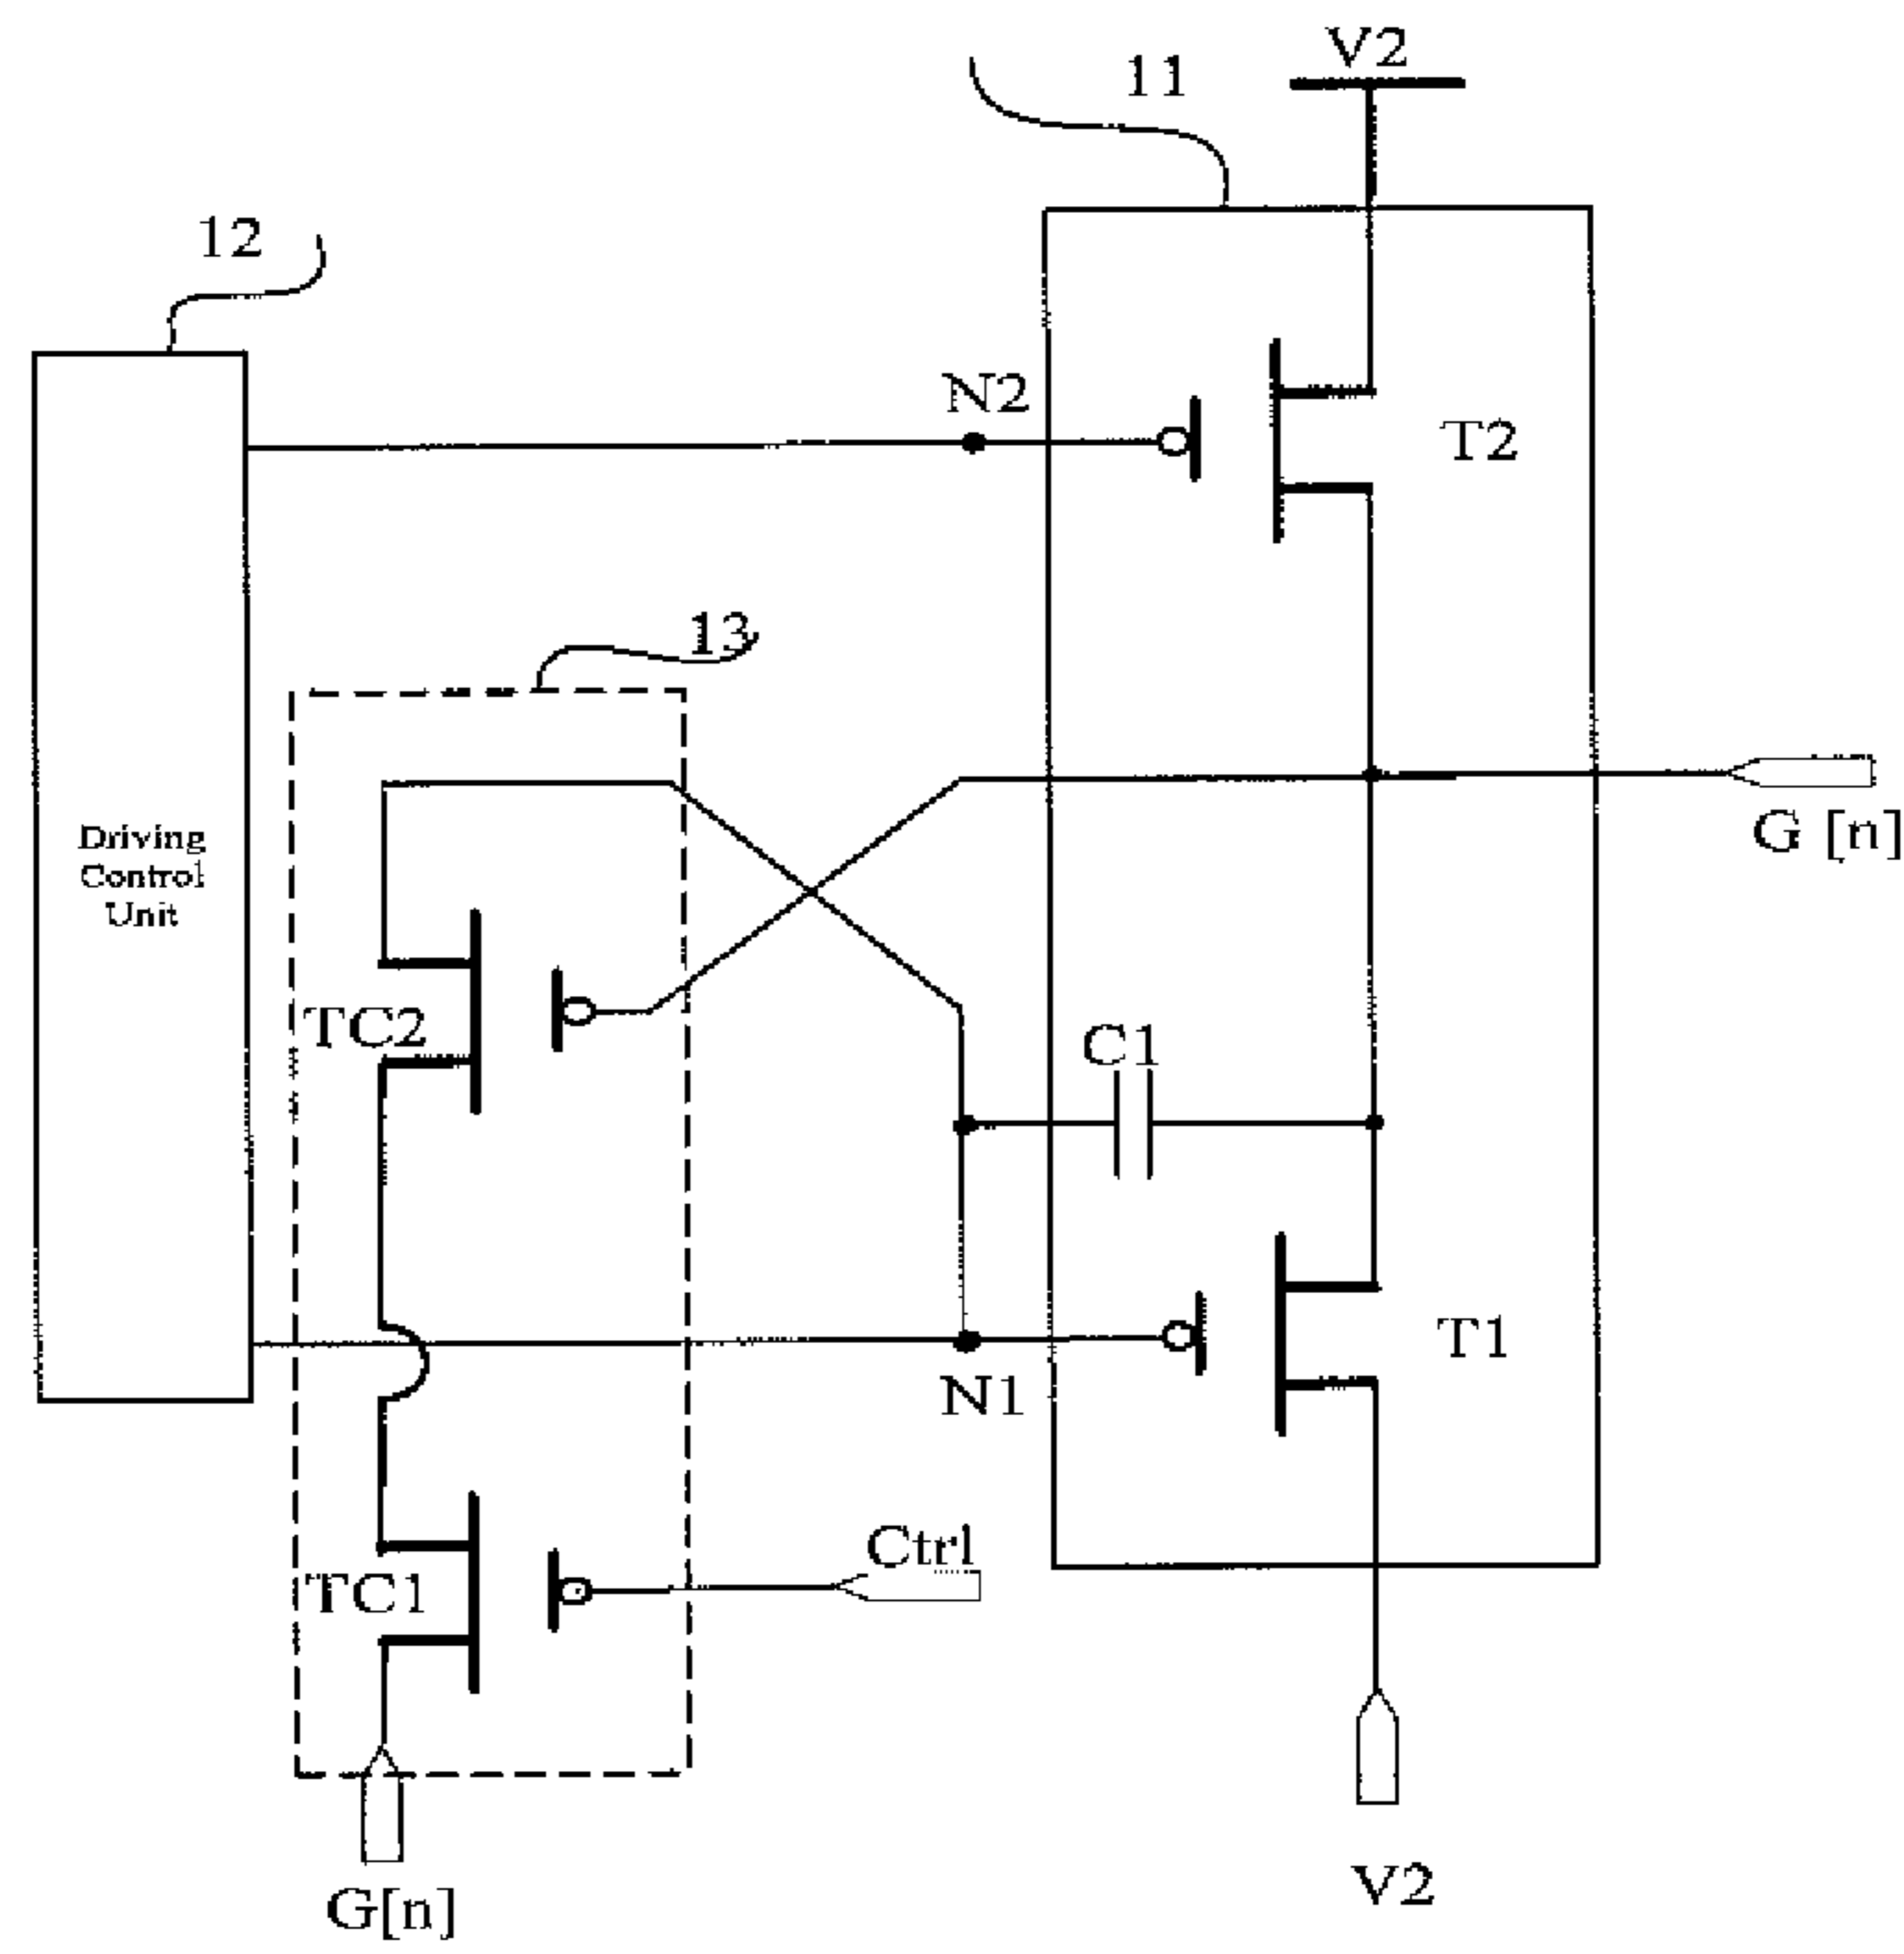 V2
11
12
N2
T2
13
G [n]
Driving
Control
Unit
TC2
C1
T1
N1
Ctrl
TC1
V2
G[n]